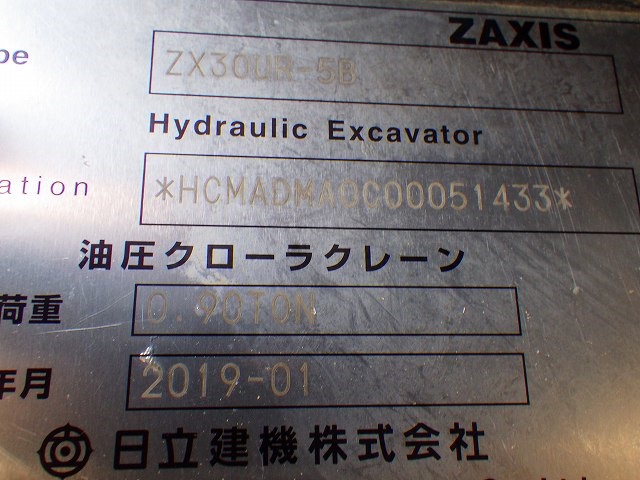 ZAXIS
pe ZX30UR-5B
Hydraulic Excavator
ation *HCMADMA0C00051433*
油圧クローラクレーン
荷重 0.90TON
年月 2019-01
日立建機株式会社